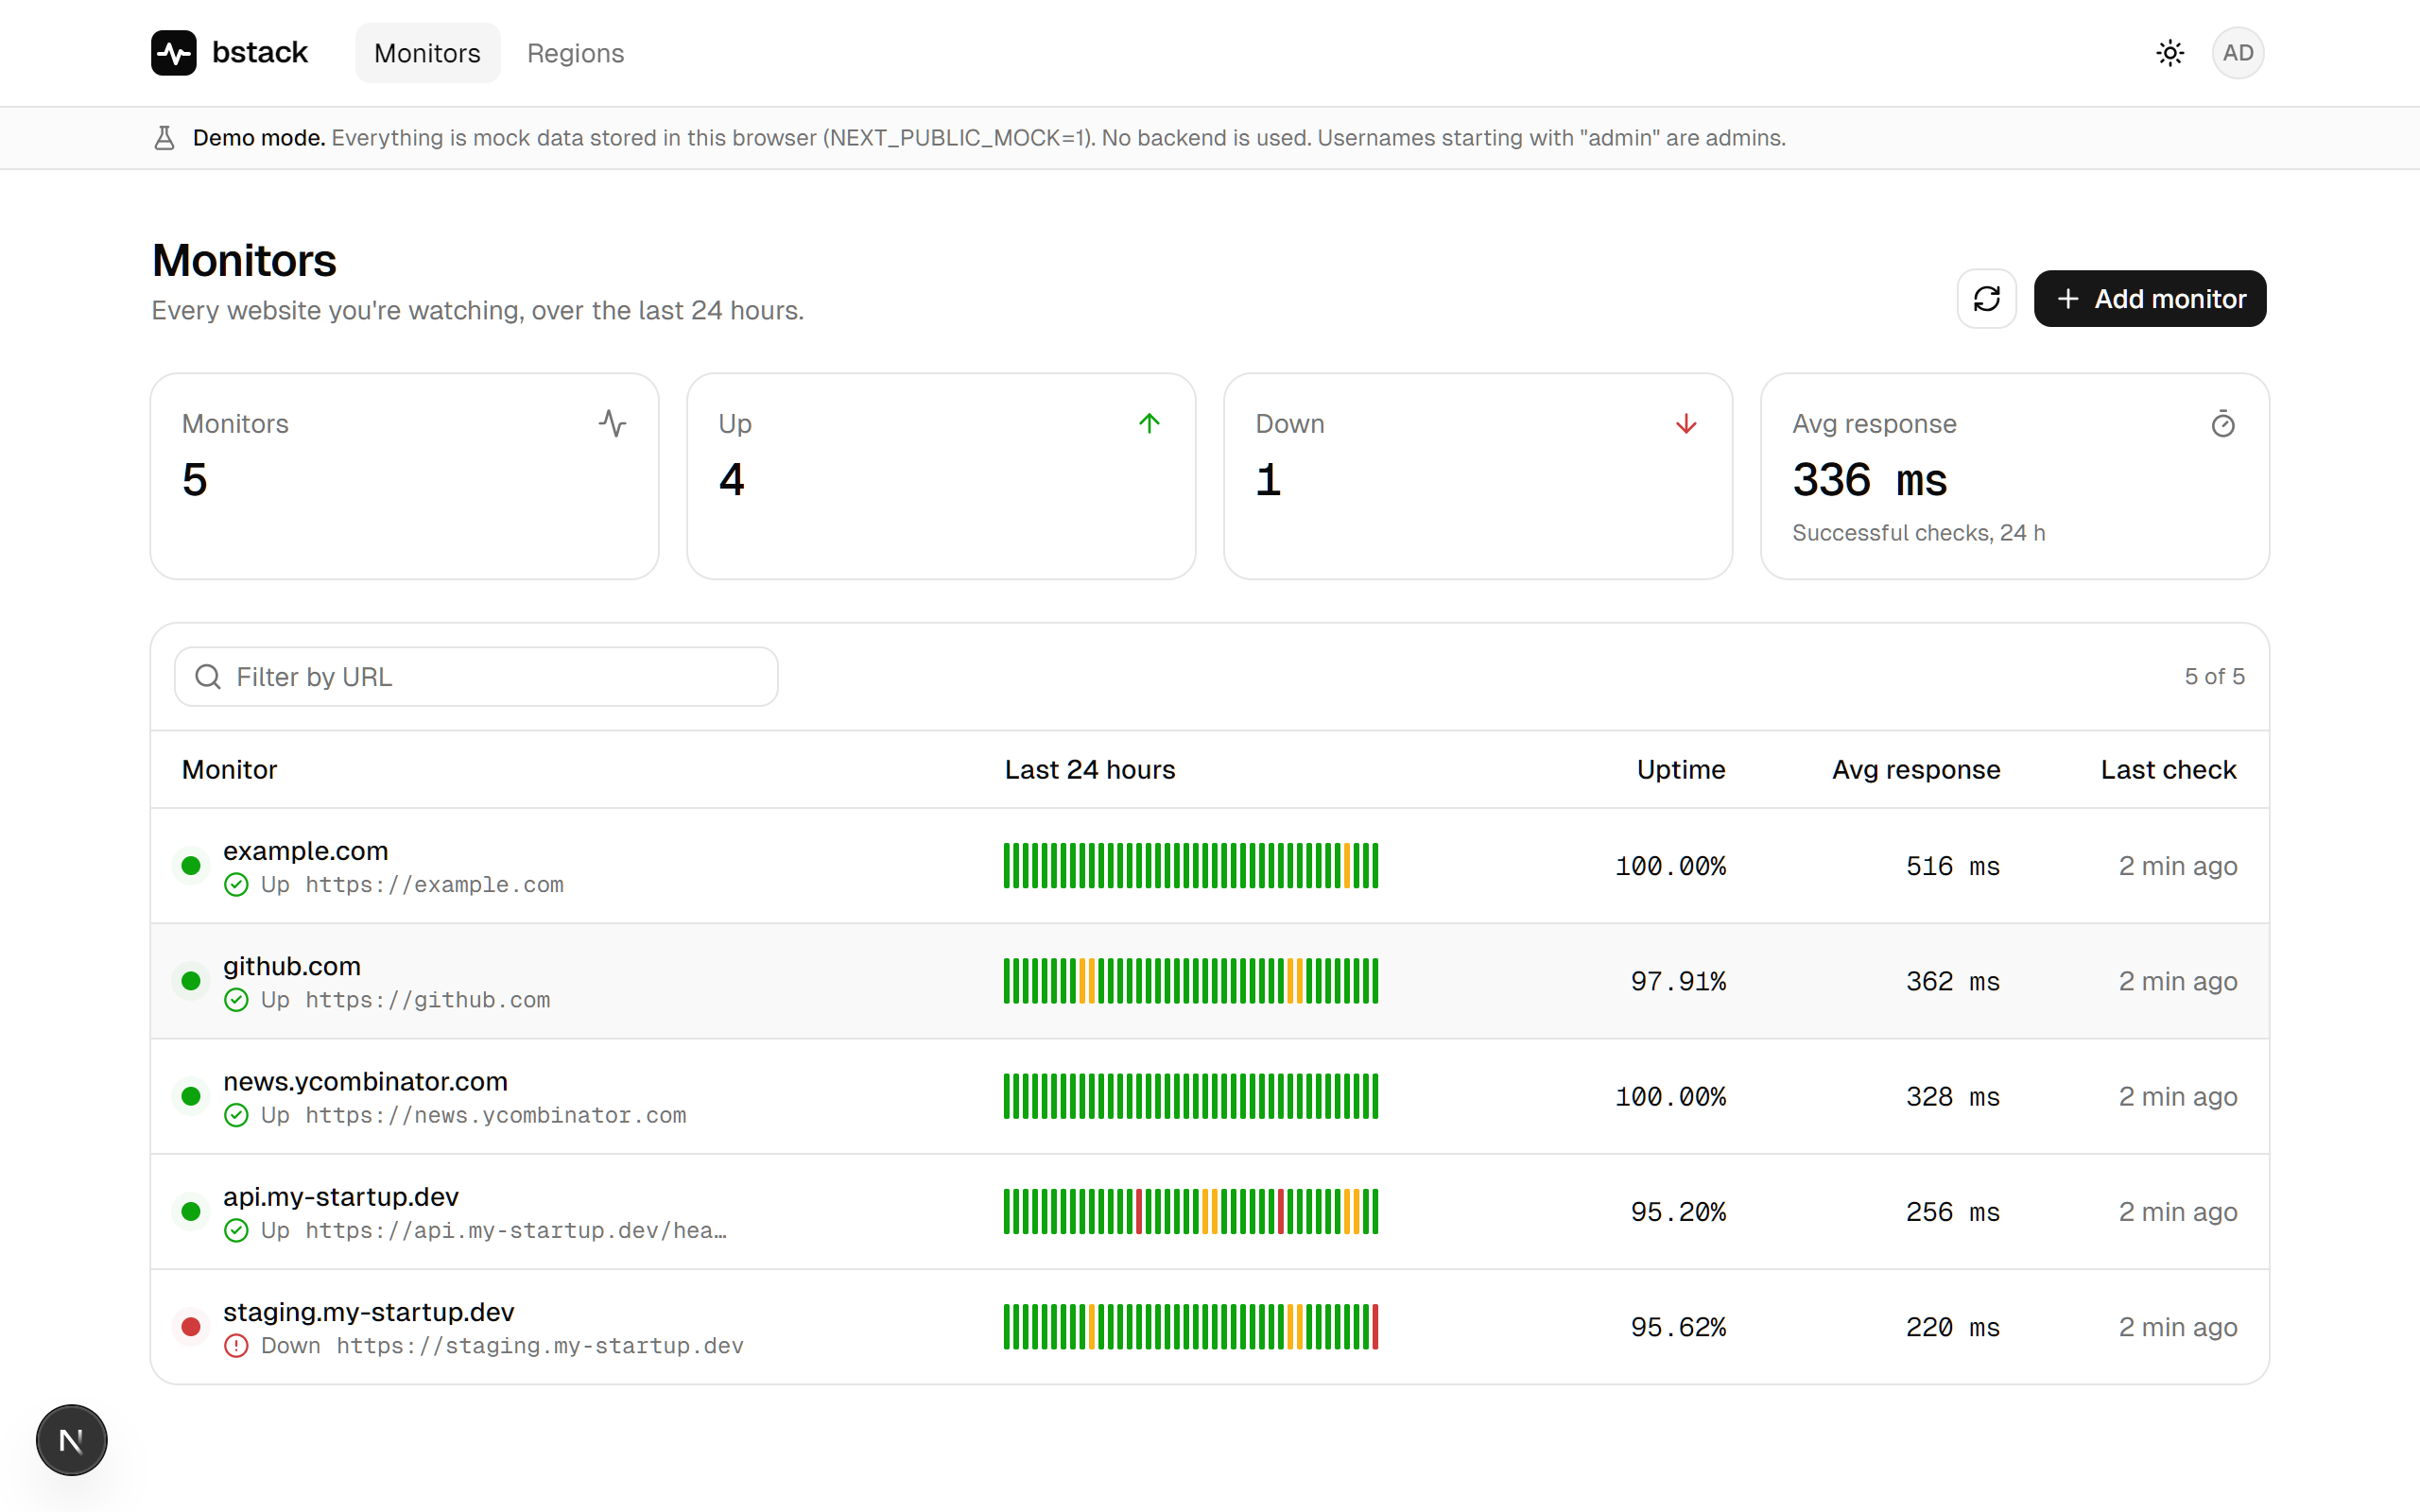 bstack
Monitors
Regions
AD
Demo mode. Everything is mock data stored in this browser (NEXT_PUBLIC_MOCK=1). No backend is used. Usernames starting with "admin" are admins.
Monitors
Every website you're watching, over the last 24 hours.
Add monitor
Monitors
5
Up
4
Down
1
Avg response
336 ms
Successful checks, 24 h
Filter by URL
5 of 5
Monitor Last 24 hours Uptime Avg response Last check
example.com
Up https://example.com
100.00% 516 ms 2 min ago
github.com
Up https://github.com
97.91% 362 ms 2 min ago
news.ycombinator.com
Up https://news.ycombinator.com
100.00% 328 ms 2 min ago
api.my-startup.dev
Up https://api.my-startup.dev/hea…
95.20% 256 ms 2 min ago
staging.my-startup.dev
Down https://staging.my-startup.dev
95.62% 220 ms 2 min ago
N